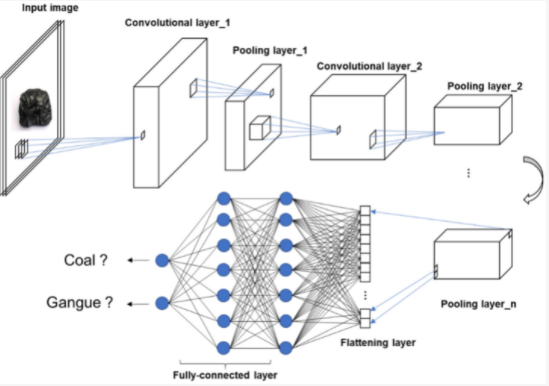 Input image
Convolutional layer_1
Pooling layer_1
Convolutional layer_2
Pooling layer_2
...
Coal ?
Gangue ?
...
Pooling layer_n
Flattening layer
Fully-connected layer